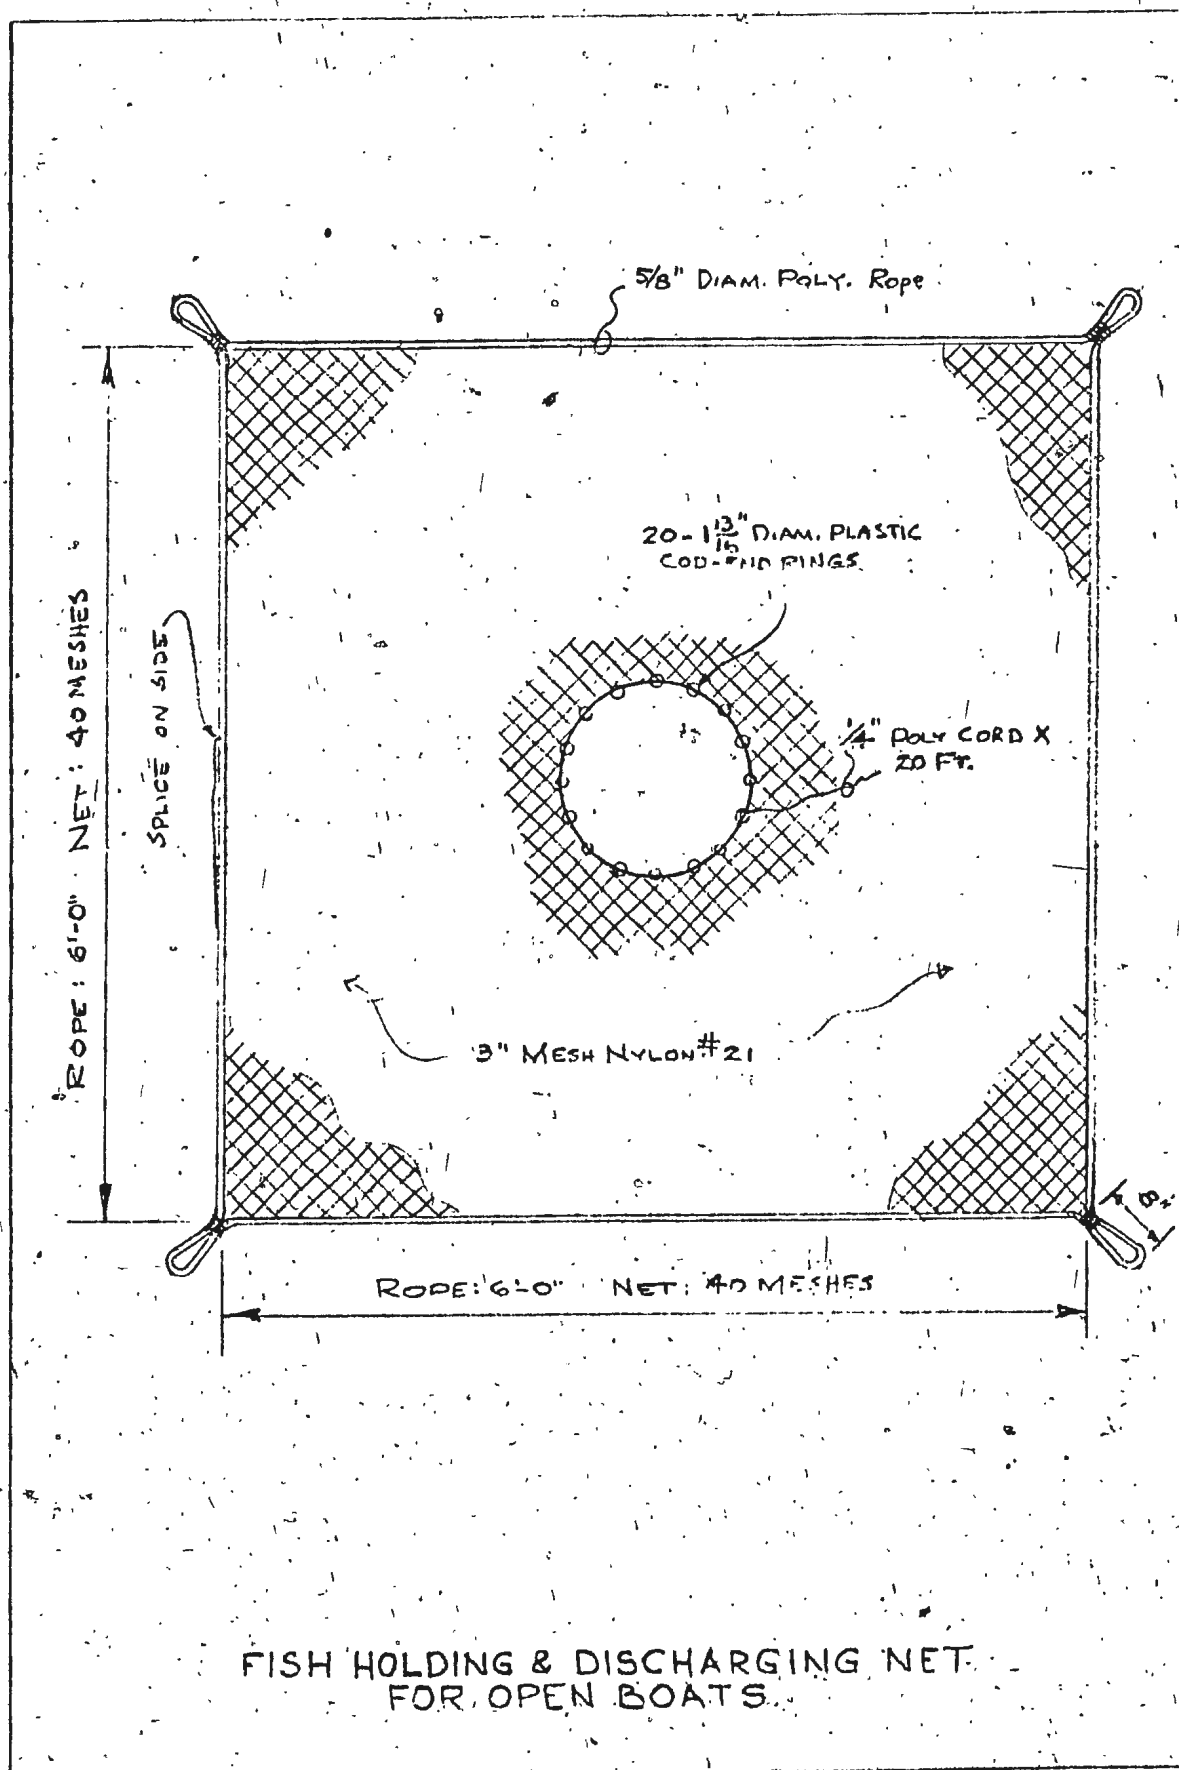 5/8" DIAM. POLY. Rope
20-1 13/16" DIAM. PLASTIC
COD-END RINGS
1/4" POLY CORD X
20 FT.
SPLICE ON SIDE
ROPE: 6'-0" NET: 40 MESHES
3" MESH NYLON #21
8"
ROPE: 6'-0" NET: 40 MESHES
FISH HOLDING & DISCHARGING NET
FOR OPEN BOATS.